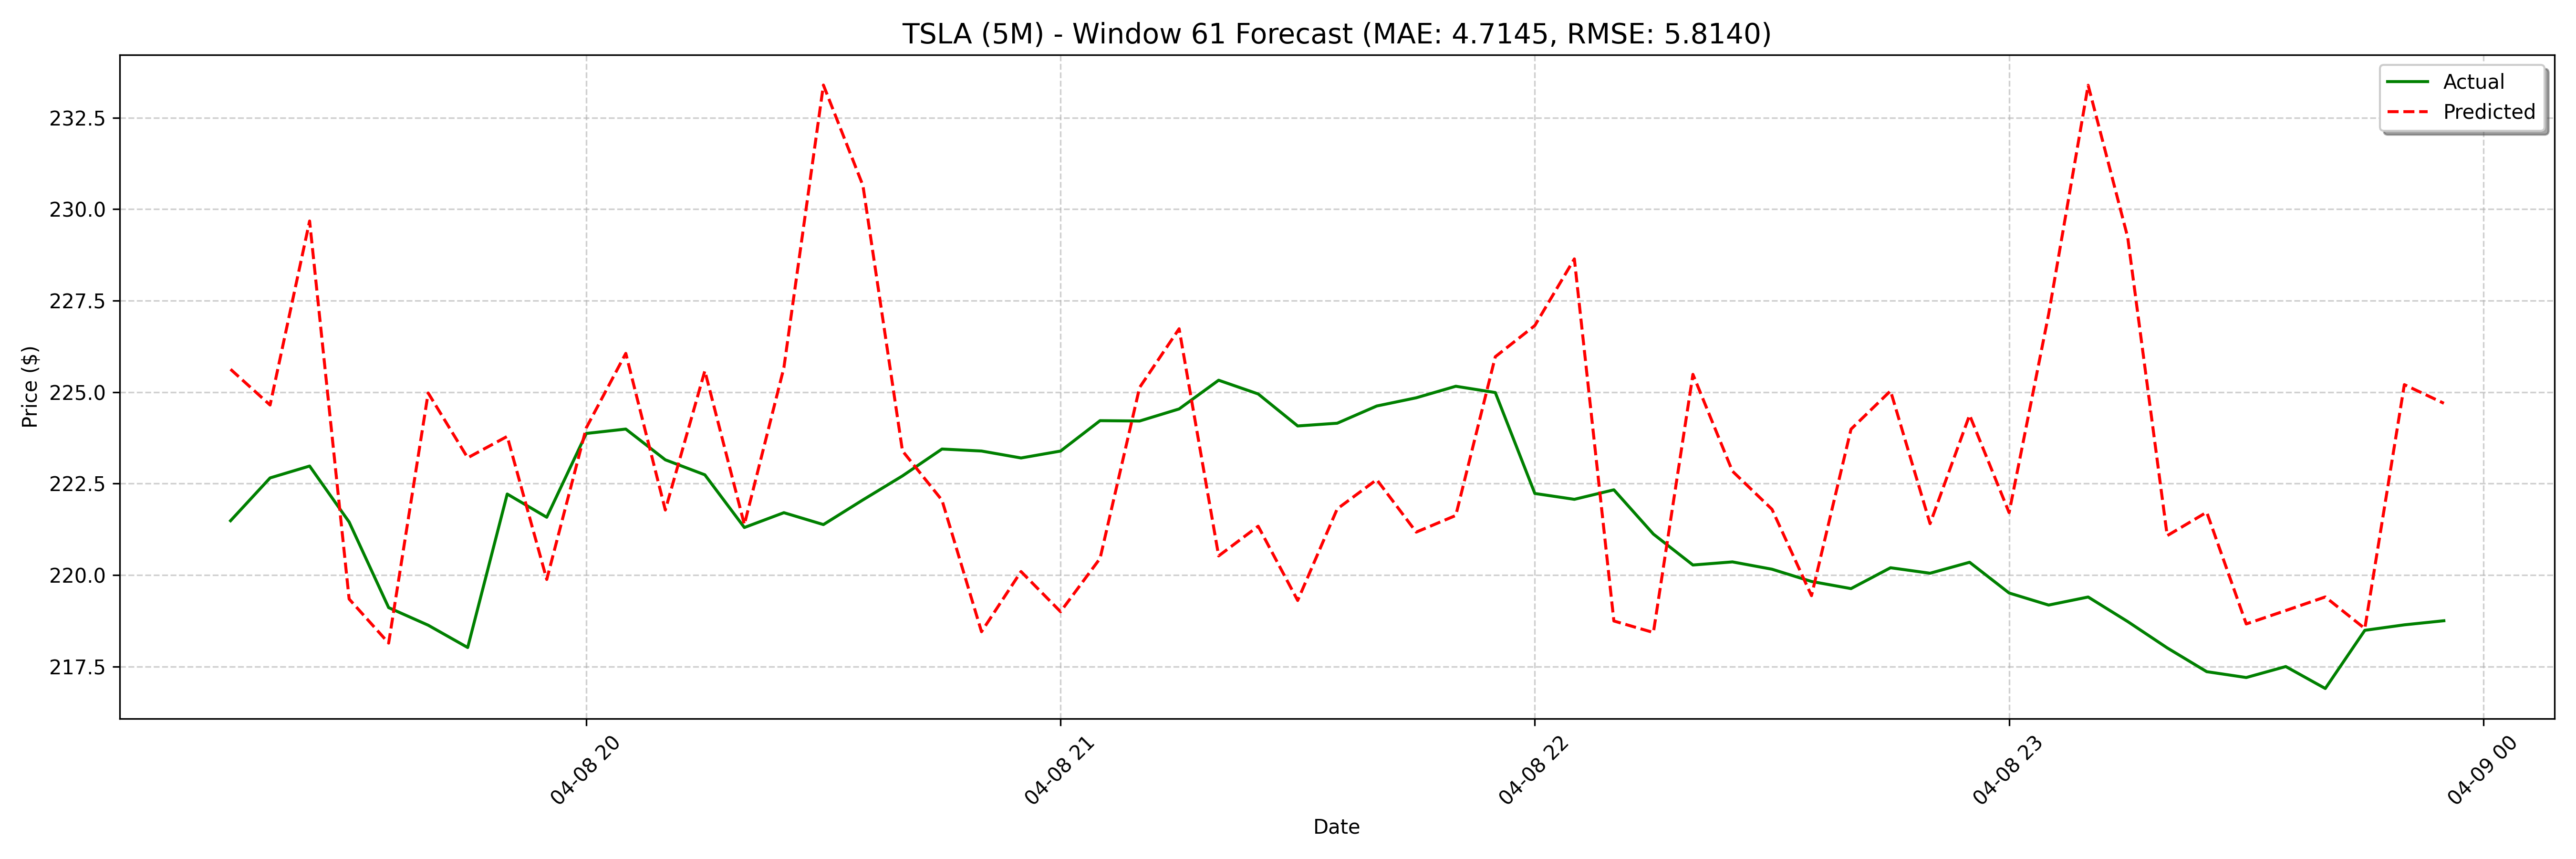 TSLA (5M) - Window 61 Forecast (MAE: 4.7145, RMSE: 5.8140)
Actual
Predicted
232.5
230.0
227.5
225.0
222.5
220.0
217.5
Price ($)
04-08 20
04-08 21
04-08 22
04-08 23
04-09 00
Date